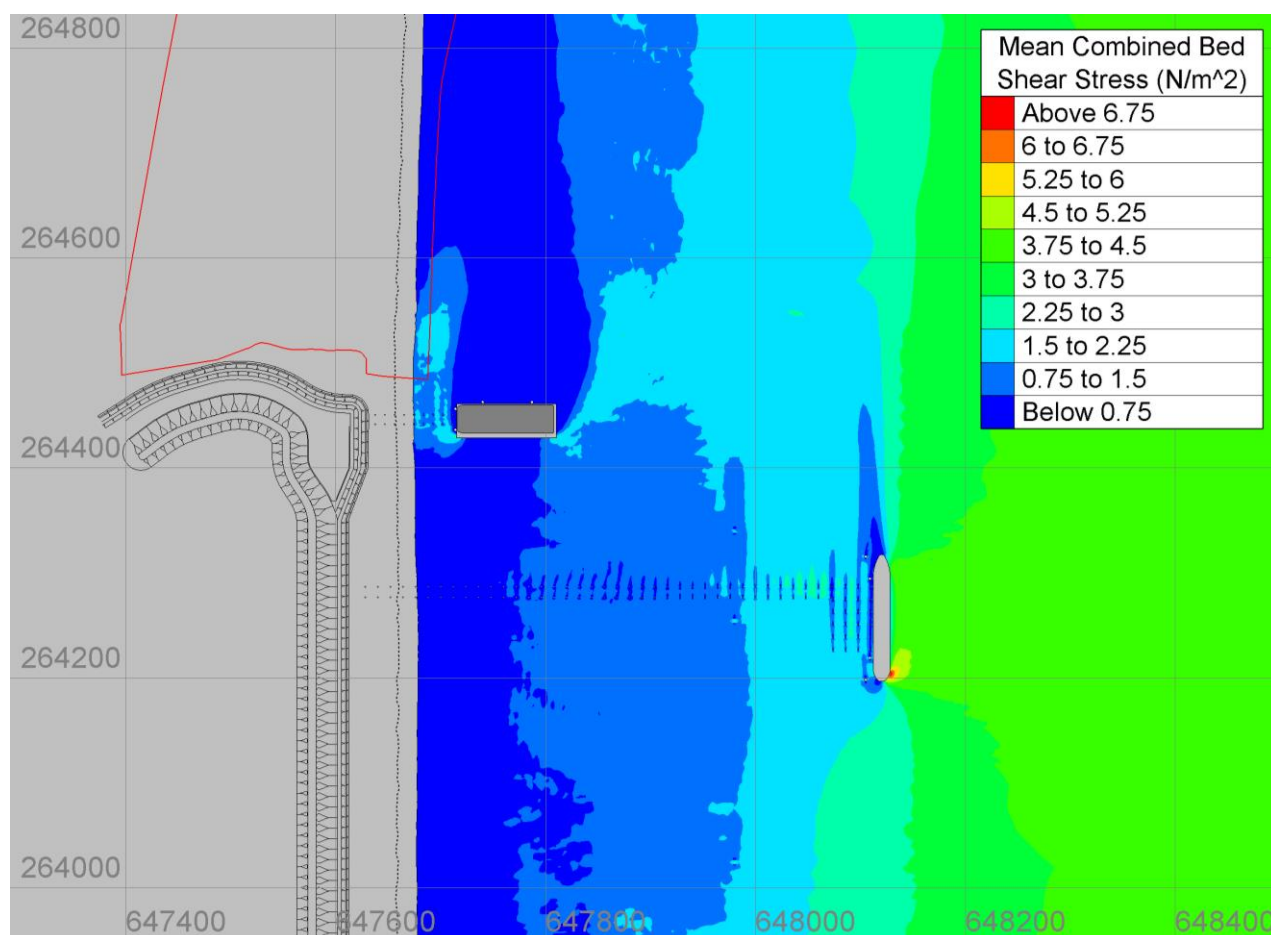 264800
264600
264400
264200
264000
647400
647600
647800
648000
648200
648400
Mean Combined Bed
Shear Stress (N/m^2)
Above 6.75
6 to 6.75
5.25 to 6
4.5 to 5.25
3.75 to 4.5
3 to 3.75
2.25 to 3
1.5 to 2.25
0.75 to 1.5
Below 0.75